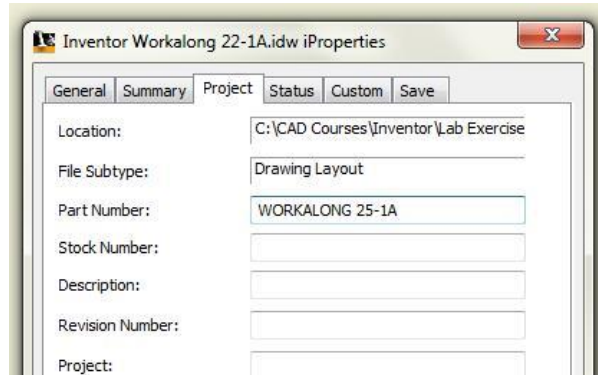 Inventor Workalong 22-1A.idw iProperties
General Summary Project Status Custom Save
Location: C:\CAD Courses\Inventor\Lab Exercise
File Subtype: Drawing Layout
Part Number: WORKALONG 25-1A
Stock Number:
Description:
Revision Number:
Project: